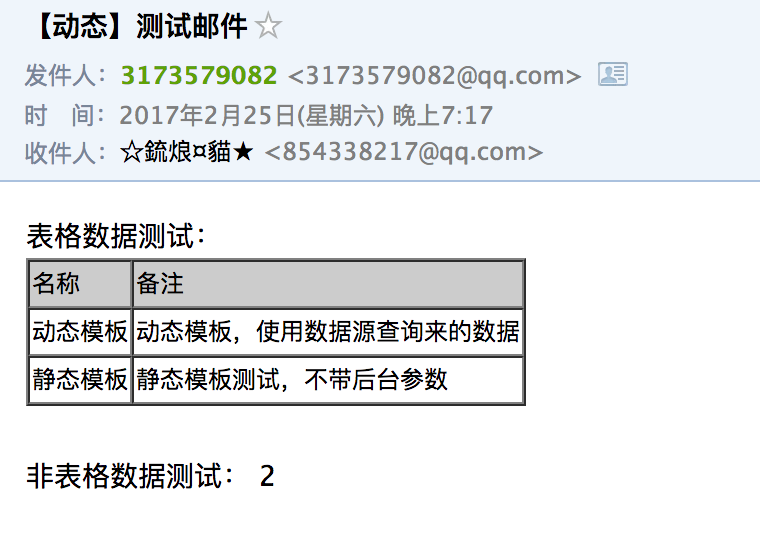 【动态】测试邮件 ☆
发件人：3173579082 <3173579082@qq.com>
时　间：2017年2月25日(星期六) 晚上7:17
收件人：☆銃烺¤貓★ <854338217@qq.com>
表格数据测试：
名称 备注
动态模板 动态模板，使用数据源查询来的数据
静态模板 静态模板测试，不带后台参数
非表格数据测试： 2